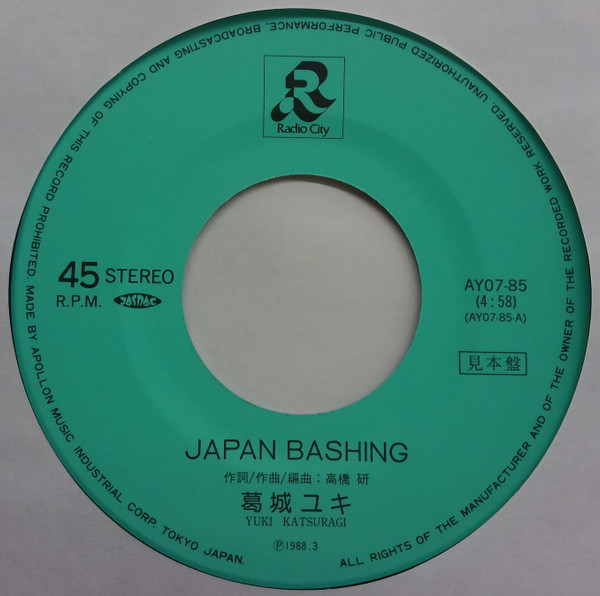 R
Radio City
45 STEREO
R.P.M. JASRAC
AY07-85
(4:58)
(AY07-85-A)
見本盤
JAPAN BASHING
作詞/作曲/編曲：高橋 研
葛城ユキ
YUKI KATSURAGI
Ⓟ1988.3
ALL RIGHTS OF THE MANUFACTURER AND OF THE OWNER OF THE RECORDED WORK RESERVED. UNAUTHORIZED PUBLIC PERFORMANCE, BROADCASTING AND COPYING OF THIS RECORD PROHIBITED. MADE BY APOLLON MUSIC INDUSTRIAL CORP. TOKYO JAPAN.